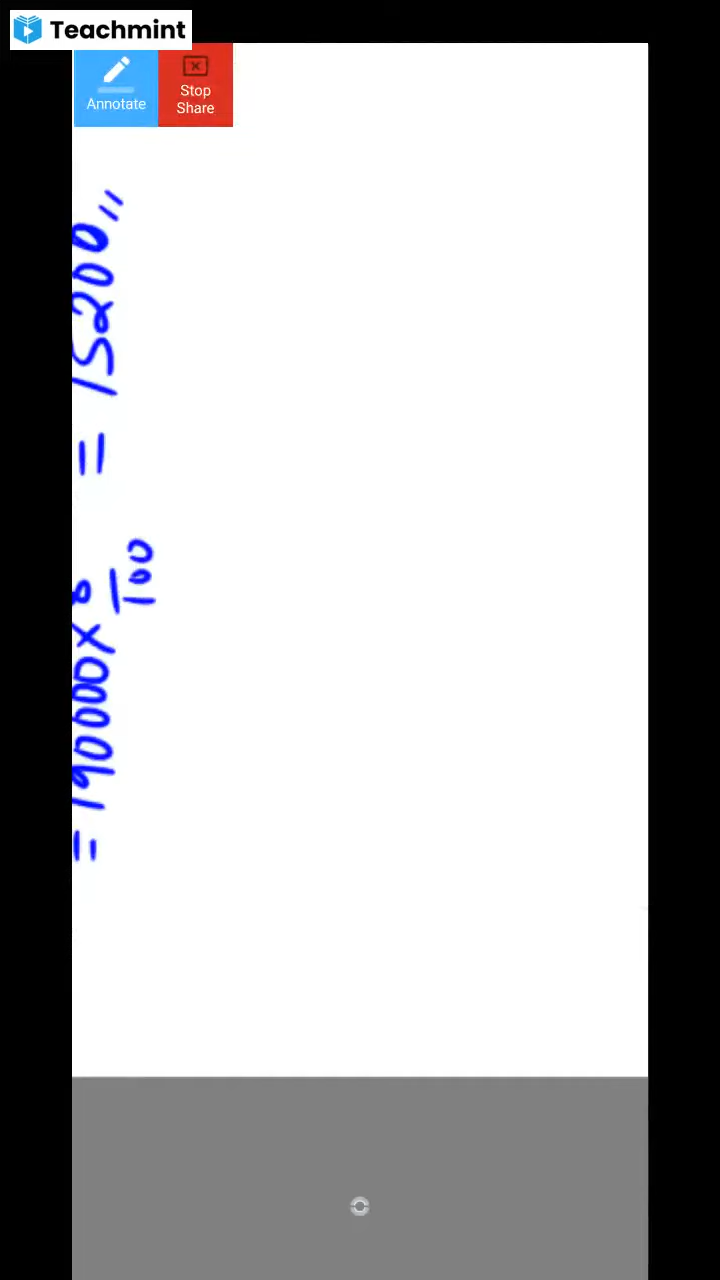 Teachmint
Annotate
Stop
Share
= 190000 x 8/100 = 15200,,